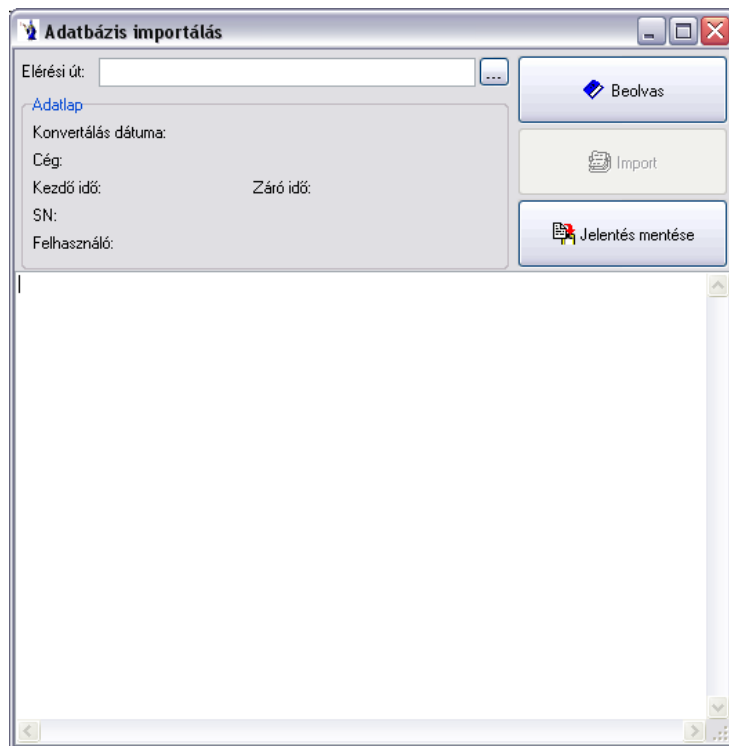 Adatbázis importálás
Elérési út:
...
Beolvas
Adatlap
Konvertálás dátuma:
Cég:
Import
Kezdő idő: Záró idő:
SN:
Jelentés mentése
Felhasználó: